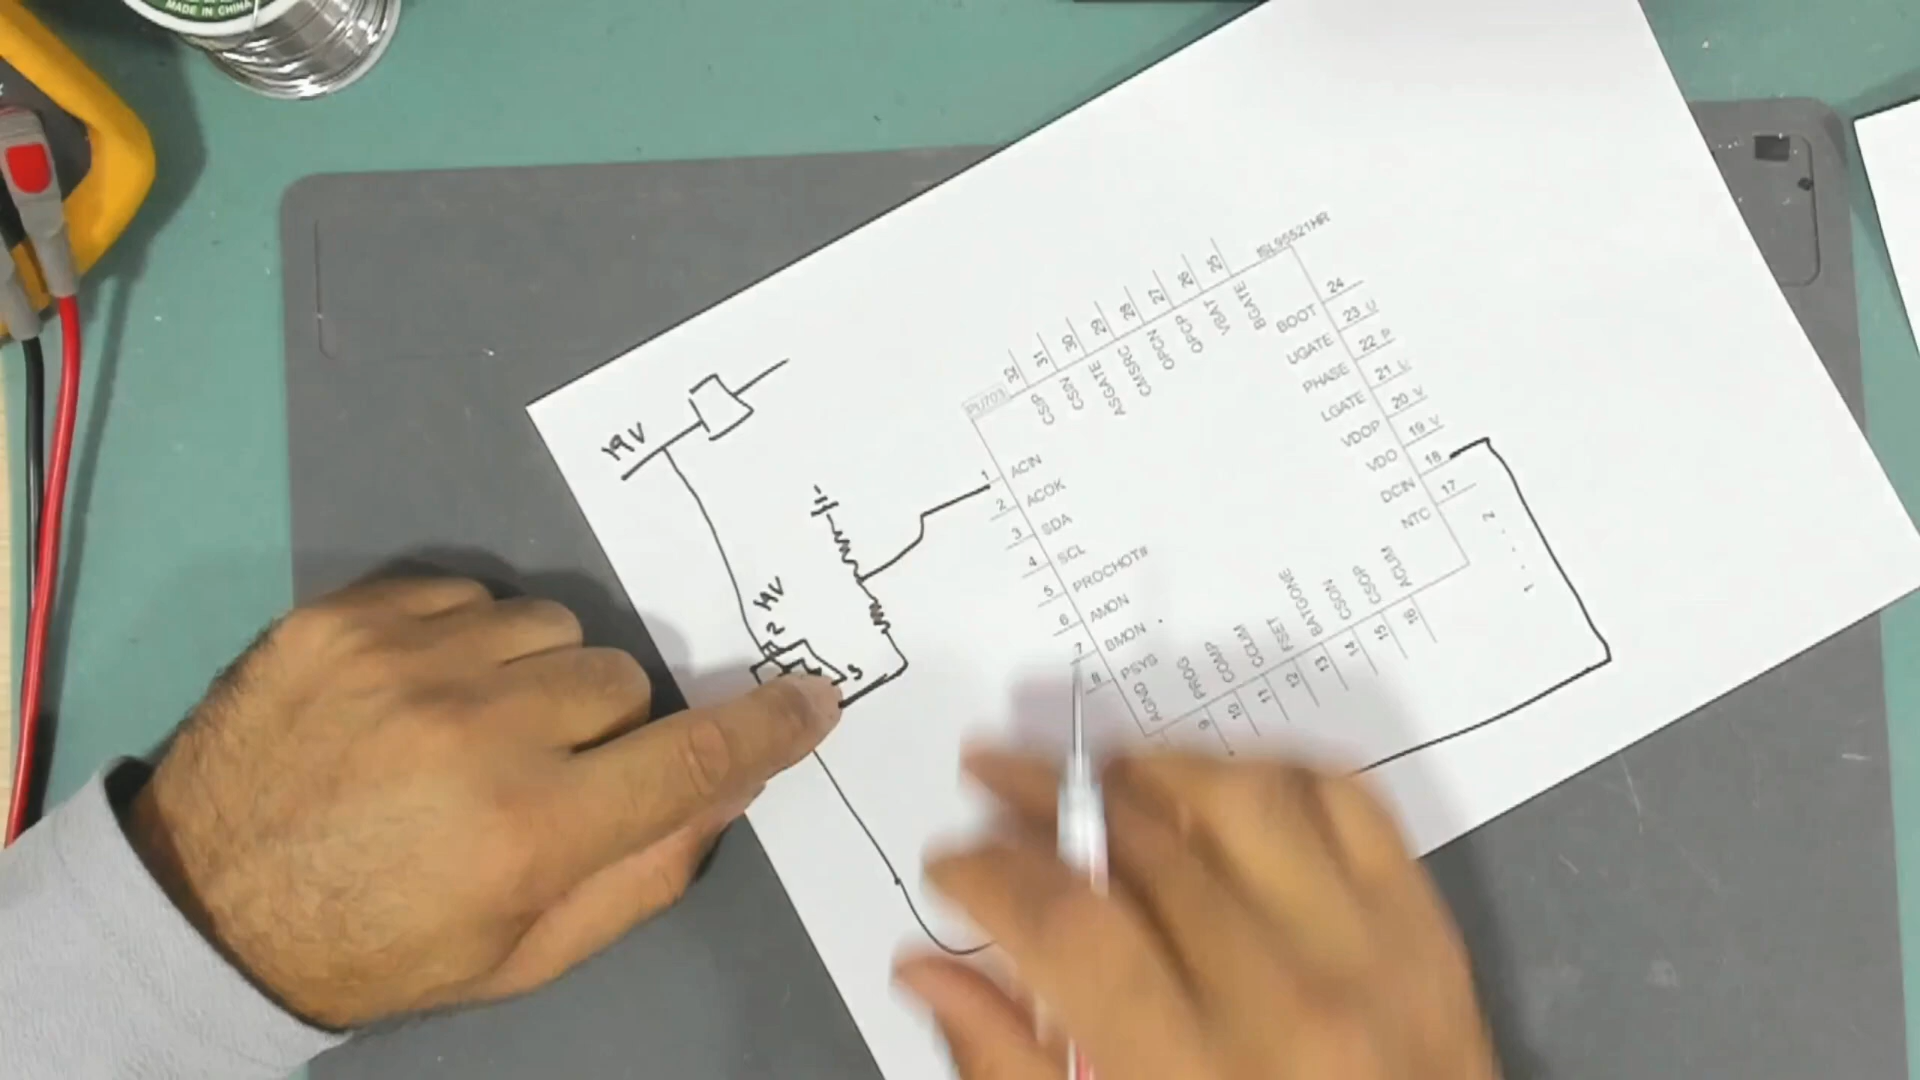 MADE IN CHINA
ISL95521HR
PU703
32
31
30
29
28
27
26
25
CSIP
CSIN
ASGATE
CMSRC
OPCN
OPCP
VBAT
BGATE
1 ACIN
2 ACOK
3 SDA
4 SCL
5 PROCHOT#
6 AMON
7 BMON
8 PSYS
AGND
BOOT 24
UGATE 23 U
PHASE 22 P
LGATE 21
VDDP 20 V
VDD 19 V
DCIN 18
NTC 17
PROG
COMP
CCLIM
FSET
BATGONE
CSON
CSOP
ACLIM
9
10
11
12
13
14
15
16
19V
19V
2
3
1 .... 2